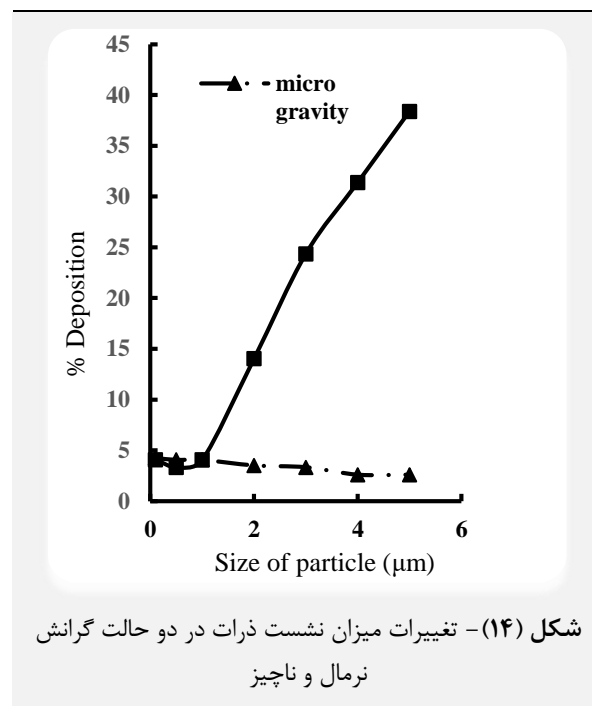 45
40
35
30
25
20
15
10
5
0
% Deposition
micro
gravity
0 2 4 6
Size of particle (µm)
شکل (۱۴)- تغییرات میزان نشست ذرات در دو حالت گرانش
نرمال و ناچیز